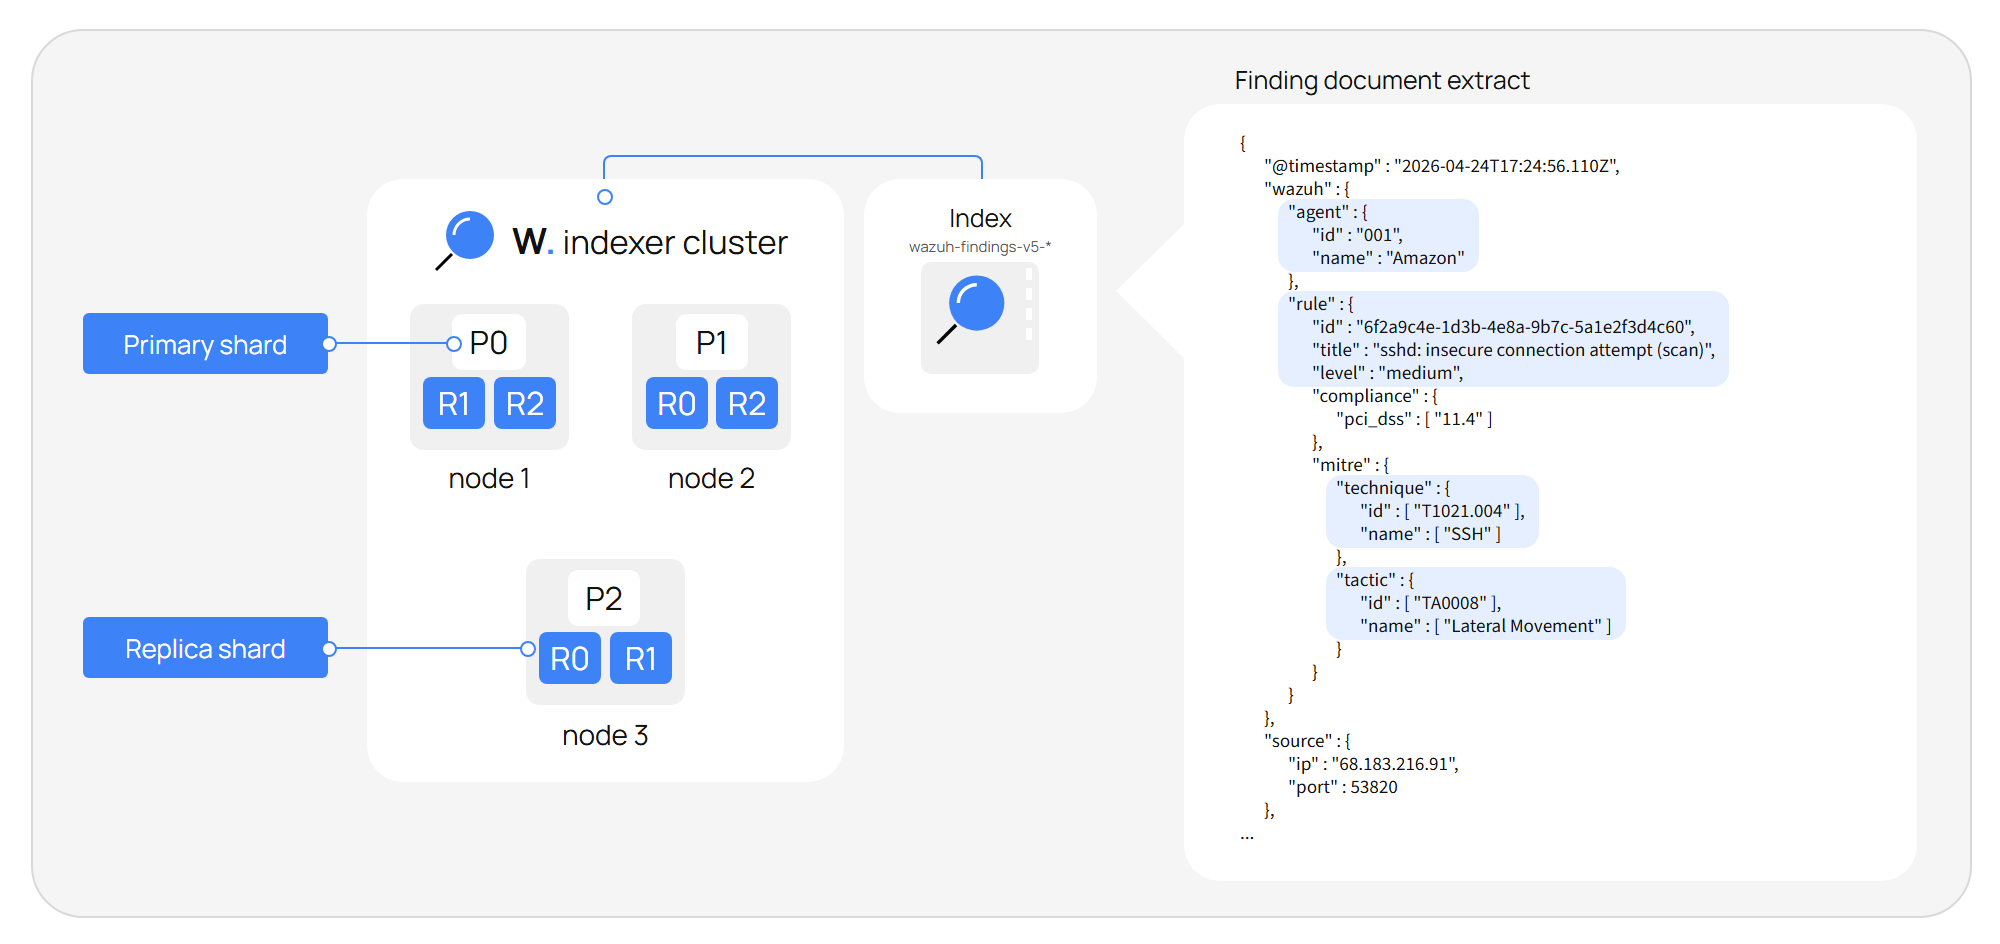 Finding document extract
Primary shard
Replica shard
W. indexer cluster
P0
R1 R2
node 1
P1
R0 R2
node 2
P2
R0 R1
node 3
Index
wazuh-findings-v5-*
{
"@timestamp" : "2026-04-24T17:24:56.110Z",
"wazuh" : {
"agent" : {
"id" : "001",
"name" : "Amazon"
},
"rule" : {
"id" : "6f2a9c4e-1d3b-4e8a-9b7c-5a1e2f3d4c60",
"title" : "sshd: insecure connection attempt (scan)",
"level" : "medium",
"compliance" : {
"pci_dss" : [ "11.4" ]
},
"mitre" : {
"technique" : {
"id" : [ "T1021.004" ],
"name" : [ "SSH" ]
},
"tactic" : {
"id" : [ "TA0008" ],
"name" : [ "Lateral Movement" ]
}
}
}
},
"source" : {
"ip" : "68.183.216.91",
"port" : 53820
},
...